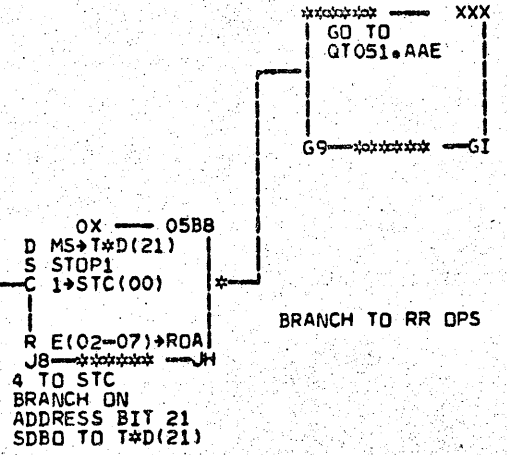 ****** — XXX
GO TO
QT051.AAE
G9—******—GI
0X — 05B8
D MS→T*D(21)
S STOP1
C 1→STC(00) *
R E(02-07)→ROA
J8—******—JH
BRANCH TO RR OPS
4 TO STC
BRANCH ON
ADDRESS BIT 21
SDBO TO T*D(21)